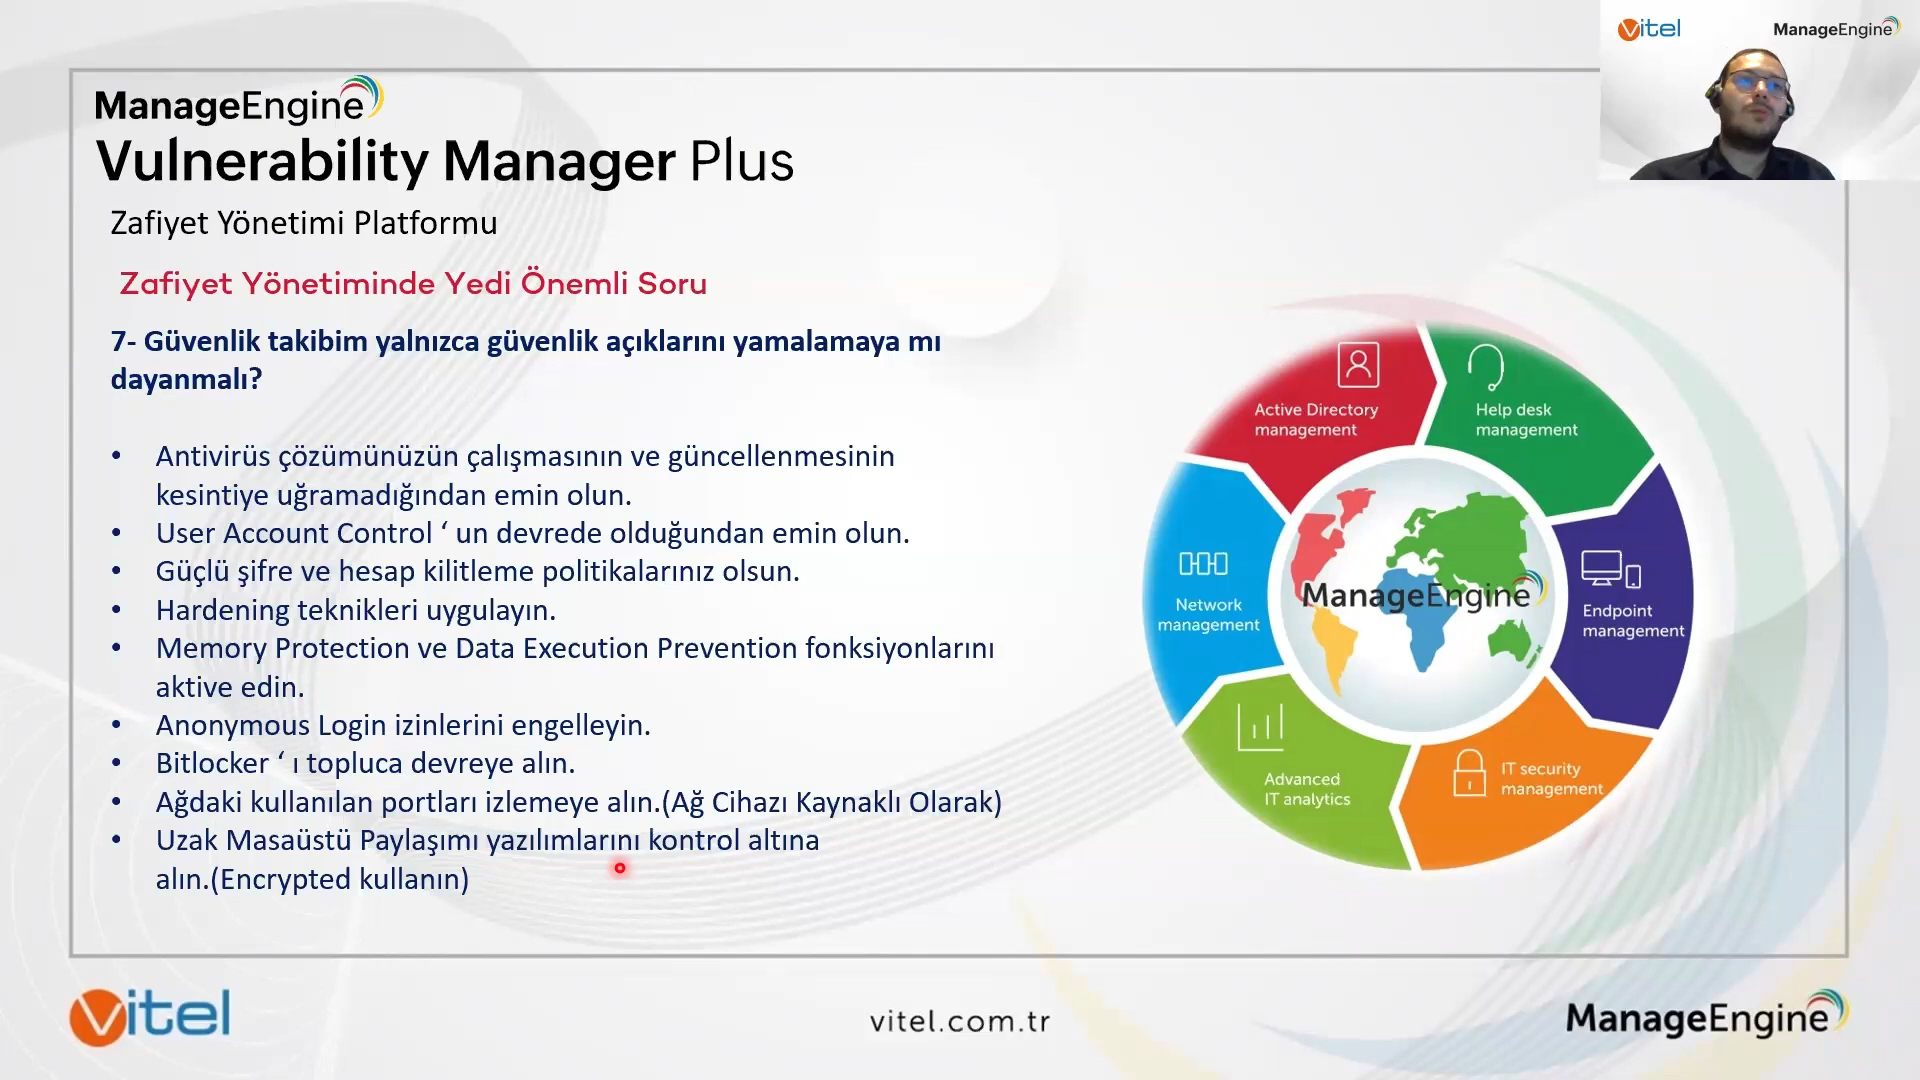 vitel
ManageEngine
ManageEngine
Vulnerability Manager Plus
Zafiyet Yönetimi Platformu
Zafiyet Yönetiminde Yedi Önemli Soru
7- Güvenlik takibim yalnızca güvenlik açıklarını yamalamaya mı
dayanmalı?
• Antivirüs çözümünüzün çalışmasının ve güncellenmesinin
kesintiye uğramadığından emin olun.
• User Account Control ‘ un devrede olduğundan emin olun.
• Güçlü şifre ve hesap kilitleme politikalarınız olsun.
• Hardening teknikleri uygulayın.
• Memory Protection ve Data Execution Prevention fonksiyonlarını
aktive edin.
• Anonymous Login izinlerini engelleyin.
• Bitlocker ‘ ı topluca devreye alın.
• Ağdaki kullanılan portları izlemeye alın.(Ağ Cihazı Kaynaklı Olarak)
• Uzak Masaüstü Paylaşımı yazılımlarını kontrol altına
alın.(Encrypted kullanın)
Active Directory
management
Help desk
management
Network
management
ManageEngine
Endpoint
management
Advanced
IT analytics
IT security
management
vitel
vitel.com.tr
ManageEngine